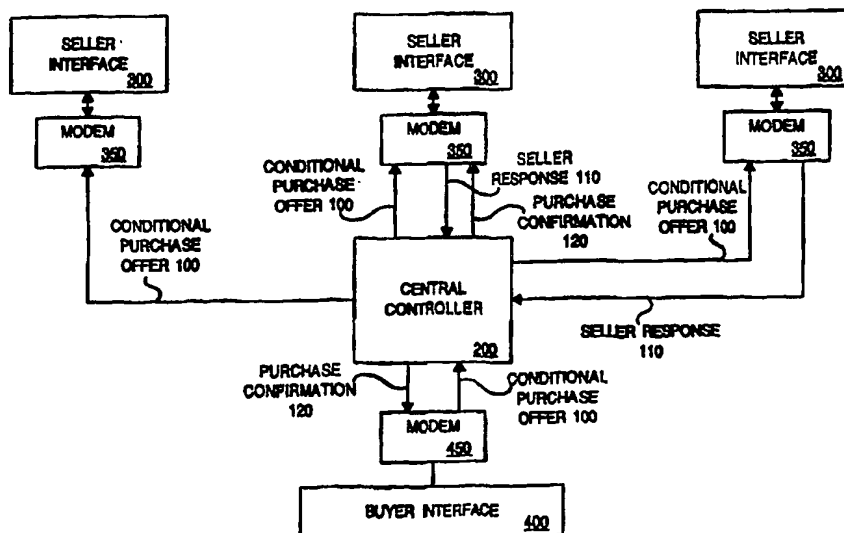 SELLER
INTERFACE
300
MODEM
350
SELLER
INTERFACE
300
MODEM
350
SELLER
INTERFACE
300
MODEM
350
CONDITIONAL
PURCHASE
OFFER 100
CONDITIONAL
PURCHASE
OFFER 100
SELLER
RESPONSE 110
PURCHASE
CONFIRMATION
120
CONDITIONAL
PURCHASE
OFFER 100
CENTRAL
CONTROLLER
200
SELLER RESPONSE
110
PURCHASE
CONFIRMATION
120
CONDITIONAL
PURCHASE
OFFER 100
MODEM
450
BUYER INTERFACE
400